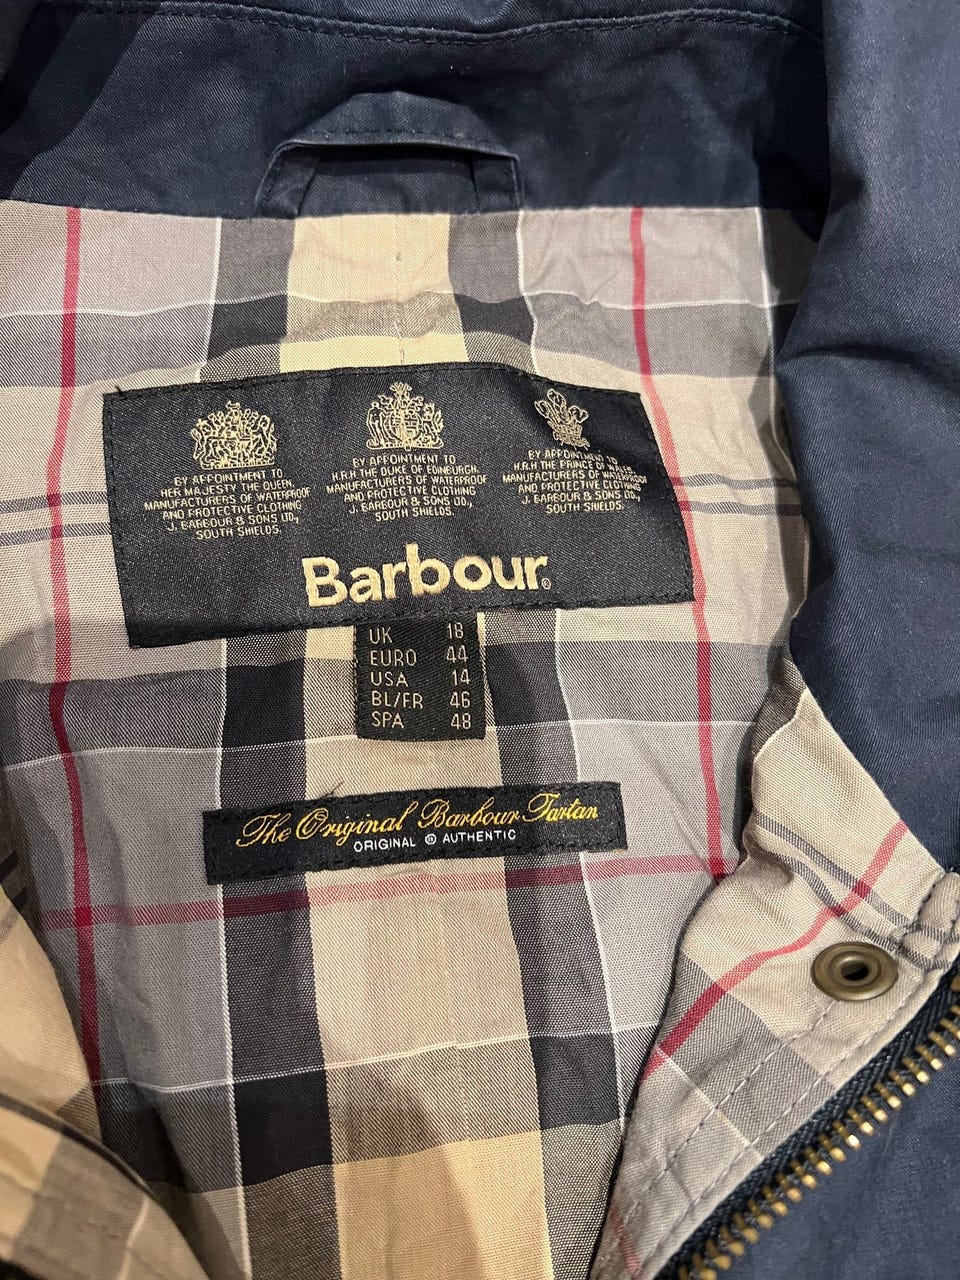 BY APPOINTMENT TO
HER MAJESTY THE QUEEN.
MANUFACTURERS OF WATERPROOF
AND PROTECTIVE CLOTHING
J. BARBOUR & SONS LTD.,
SOUTH SHIELDS.
BY APPOINTMENT TO
H.R.H THE DUKE OF EDINBURGH.
MANUFACTURERS OF WATERPROOF
AND PROTECTIVE CLOTHING
J. BARBOUR & SONS LTD.,
SOUTH SHIELDS.
BY APPOINTMENT TO
H.R.H THE PRINCE OF WALES
MANUFACTURERS OF WATERPROOF
AND PROTECTIVE CLOTHING
J. BARBOUR & SONS LTD.,
SOUTH SHIELDS.
Barbour®
UK 18
EURO 44
USA 14
BL/FR 46
SPA 48
The Original Barbour Tartan
ORIGINAL ® AUTHENTIC